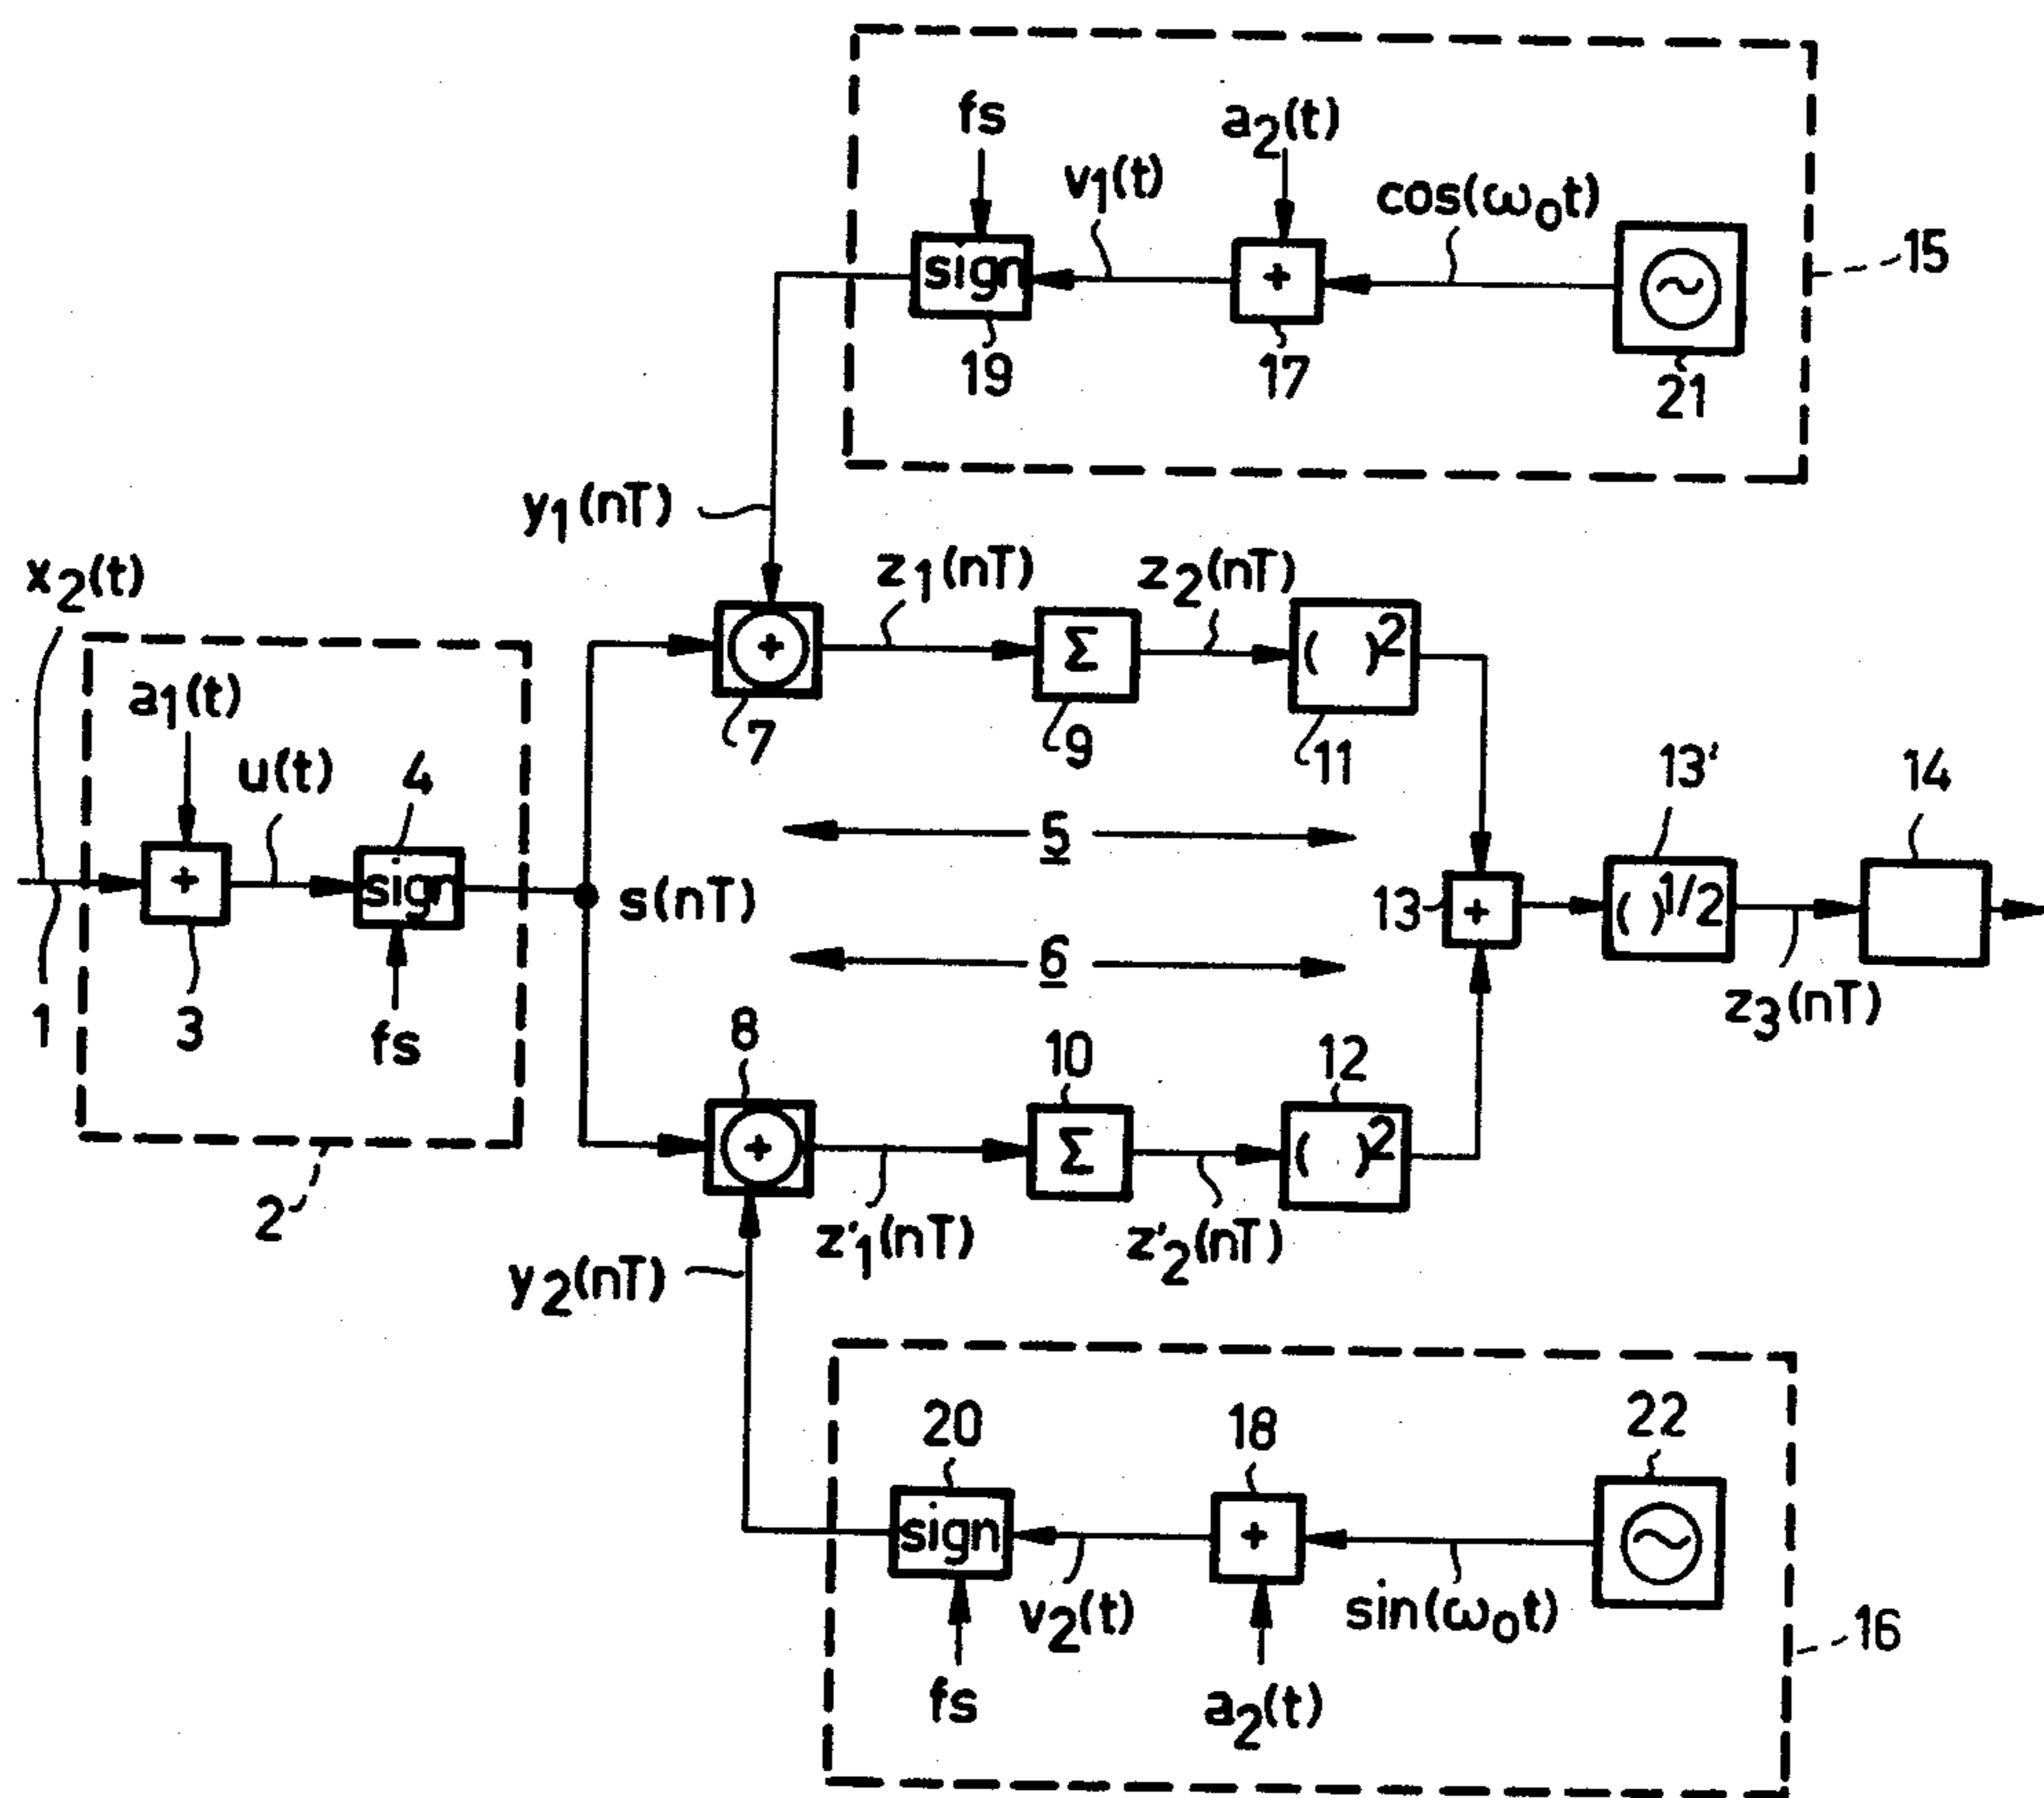 fs
a2(t)
v1(t)
cos(ω0t)
sign
+
~
15
19
17
21
y1(nT)
x2(t)
z1(nT)
z2(nT)
+
Σ
( )2
a1(t)
7
9
11
13'
14
u(t)
4
5
+
sign
s(nT)
13
+
( )1/2
6
1
3
fs
z3(nT)
8
10
12
+
Σ
( )2
2
z'1(nT)
z'2(nT)
y2(nT)
20
18
22
sign
+
~
v2(t)
sin(ω0t)
16
fs
a2(t)